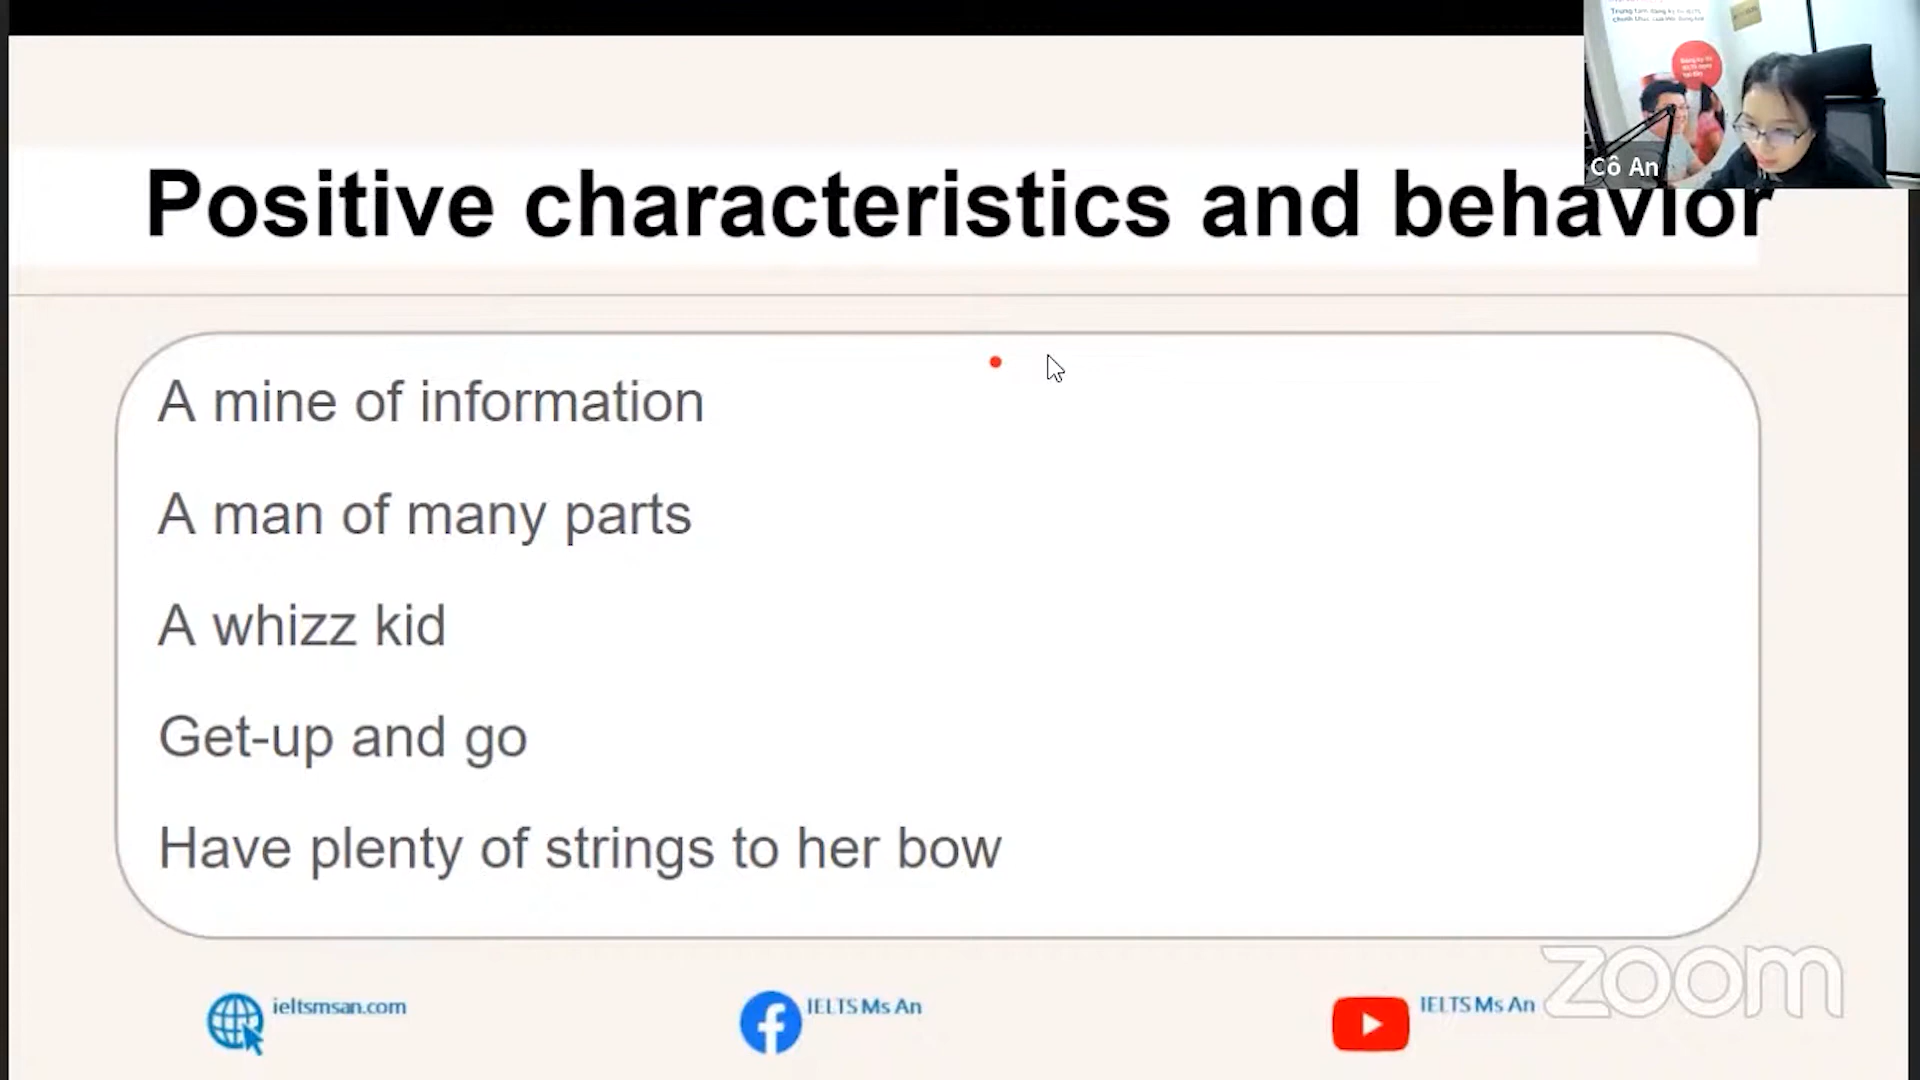 Cô An
Positive characteristics and behavior
A mine of information
A man of many parts
A whizz kid
Get-up and go
Have plenty of strings to her bow
ieltsmsan.com
IELTS Ms An
IELTS Ms An
zoom